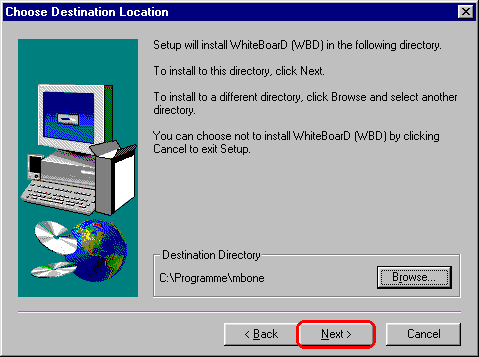 Choose Destination Location
Setup will install WhiteBoarD (WBD) in the following directory.
To install to this directory, click Next.
To install to a different directory, click Browse and select another
directory.
You can choose not to install WhiteBoarD (WBD) by clicking
Cancel to exit Setup.
Destination Directory
C:\Programme\mbone
Browse...
< Back
Next >
Cancel